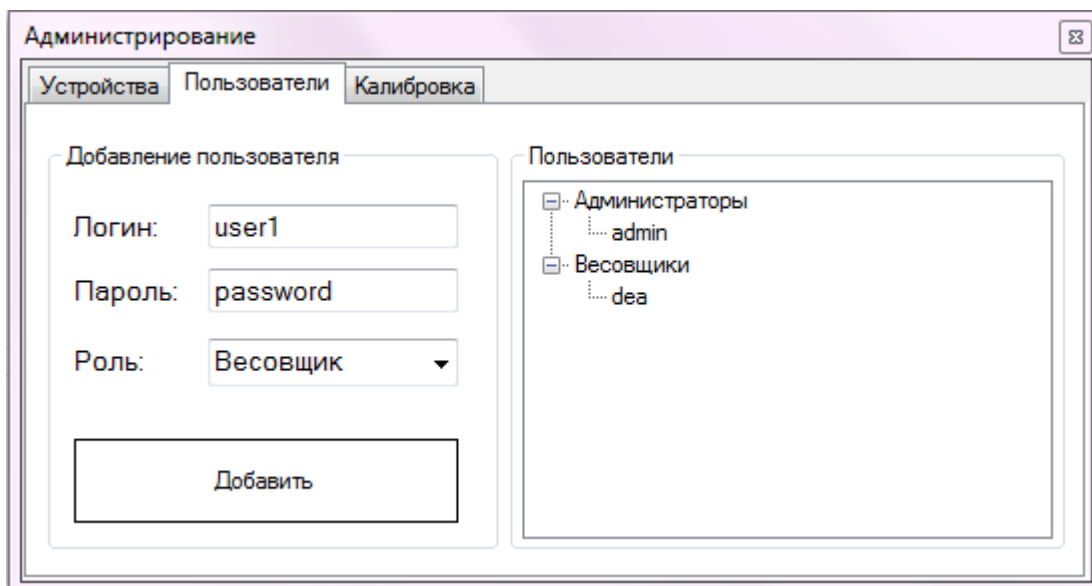 Администрирование
Устройства Пользователи Калибровка
Добавление пользователя
Логин: user1
Пароль: password
Роль: Весовщик
Добавить
Пользователи
Администраторы
admin
Весовщики
dea